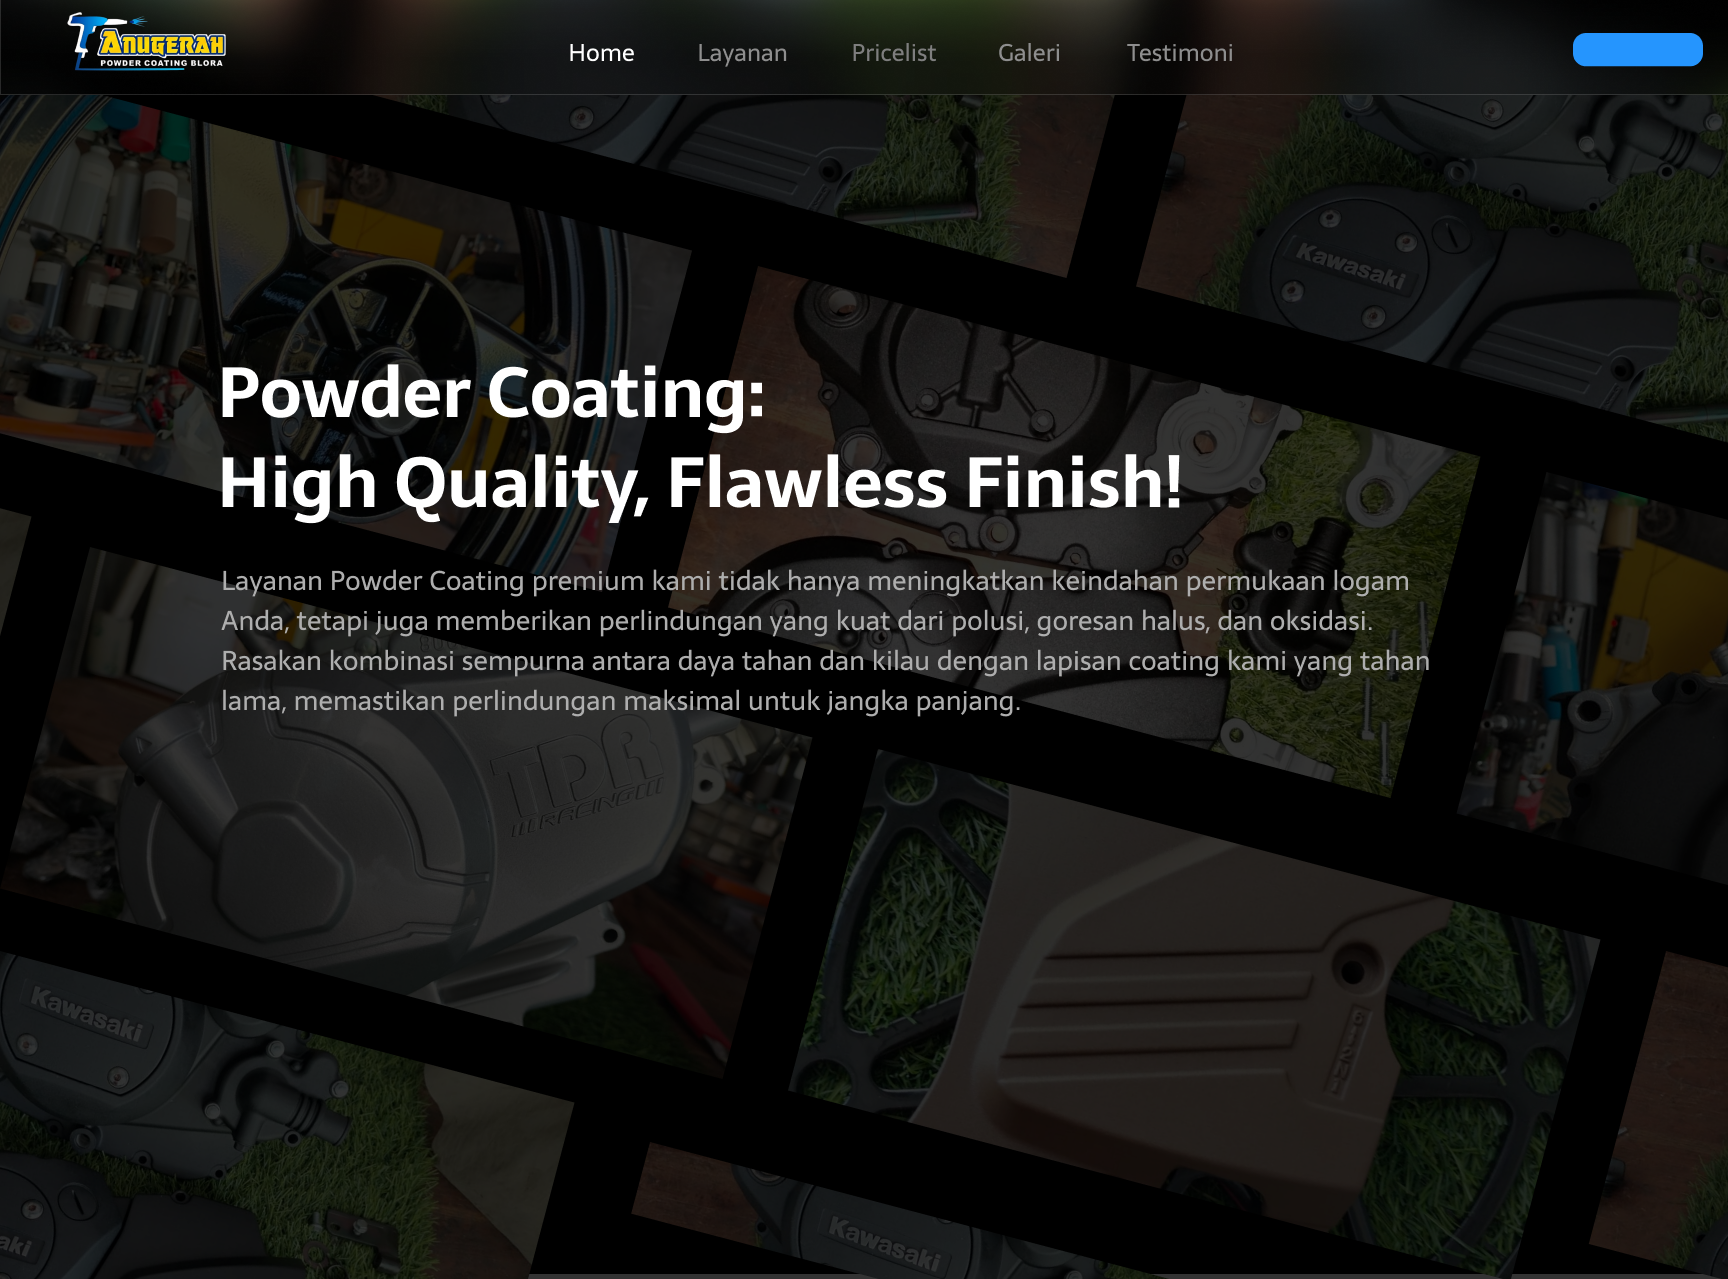 ANUGERAH
POWDER COATING BLORA
Home
Layanan
Pricelist
Galeri
Testimoni
Kawasaki
Powder Coating:
High Quality, Flawless Finish!
Layanan Powder Coating premium kami tidak hanya meningkatkan keindahan permukaan logam
Anda, tetapi juga memberikan perlindungan yang kuat dari polusi, goresan halus, dan oksidasi.
Rasakan kombinasi sempurna antara daya tahan dan kilau dengan lapisan coating kami yang tahan
lama, memastikan perlindungan maksimal untuk jangka panjang.
TDR
RACING
Kawasaki
Kawasaki